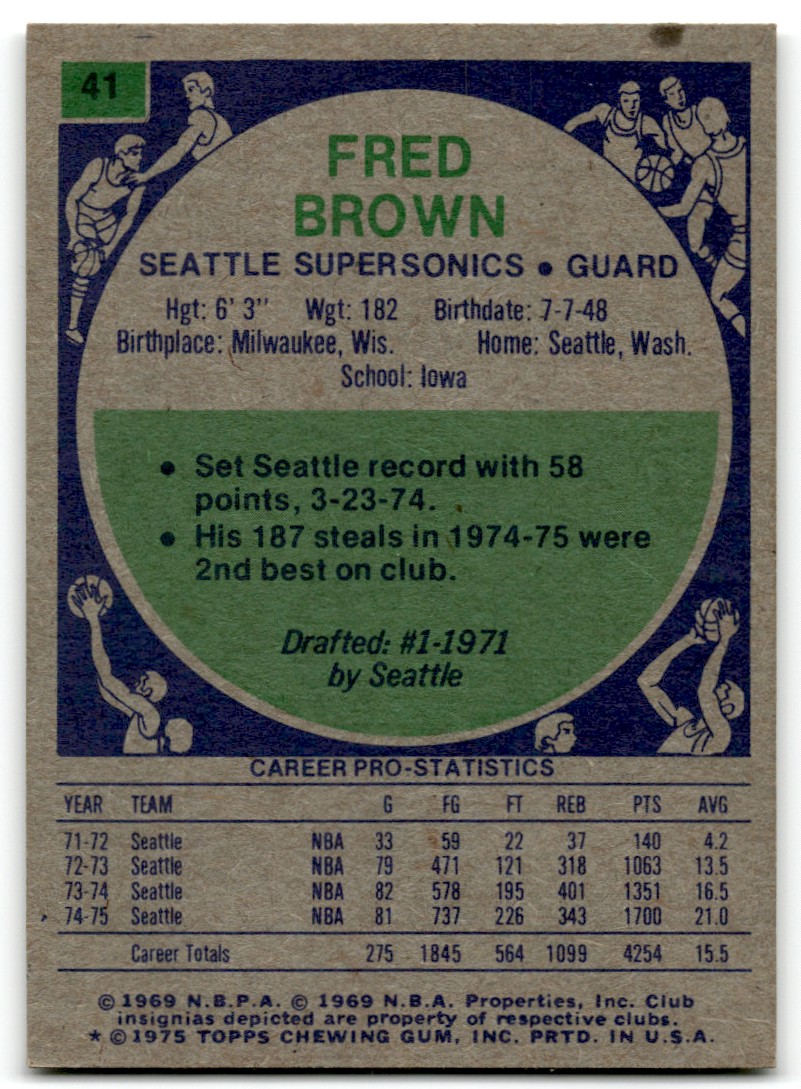 41
FRED
BROWN
SEATTLE SUPERSONICS • GUARD
Hgt: 6' 3" Wgt: 182 Birthdate: 7-7-48
Birthplace: Milwaukee, Wis. Home: Seattle, Wash.
School: Iowa
• Set Seattle record with 58
points, 3-23-74.
• His 187 steals in 1974-75 were
2nd best on club.
Drafted: #1-1971
by Seattle
CAREER PRO-STATISTICS
YEAR TEAM G FG FT REB PTS AVG
71-72 Seattle NBA 33 59 22 37 140 4.2
72-73 Seattle NBA 79 471 121 318 1063 13.5
73-74 Seattle NBA 82 578 195 401 1351 16.5
74-75 Seattle NBA 81 737 226 343 1700 21.0
Career Totals 275 1845 564 1099 4254 15.5
© 1969 N.B.P.A. © 1969 N.B.A. Properties, Inc. Club
insignias depicted are property of respective clubs.
* © 1975 TOPPS CHEWING GUM, INC. PRTD. IN U.S.A.